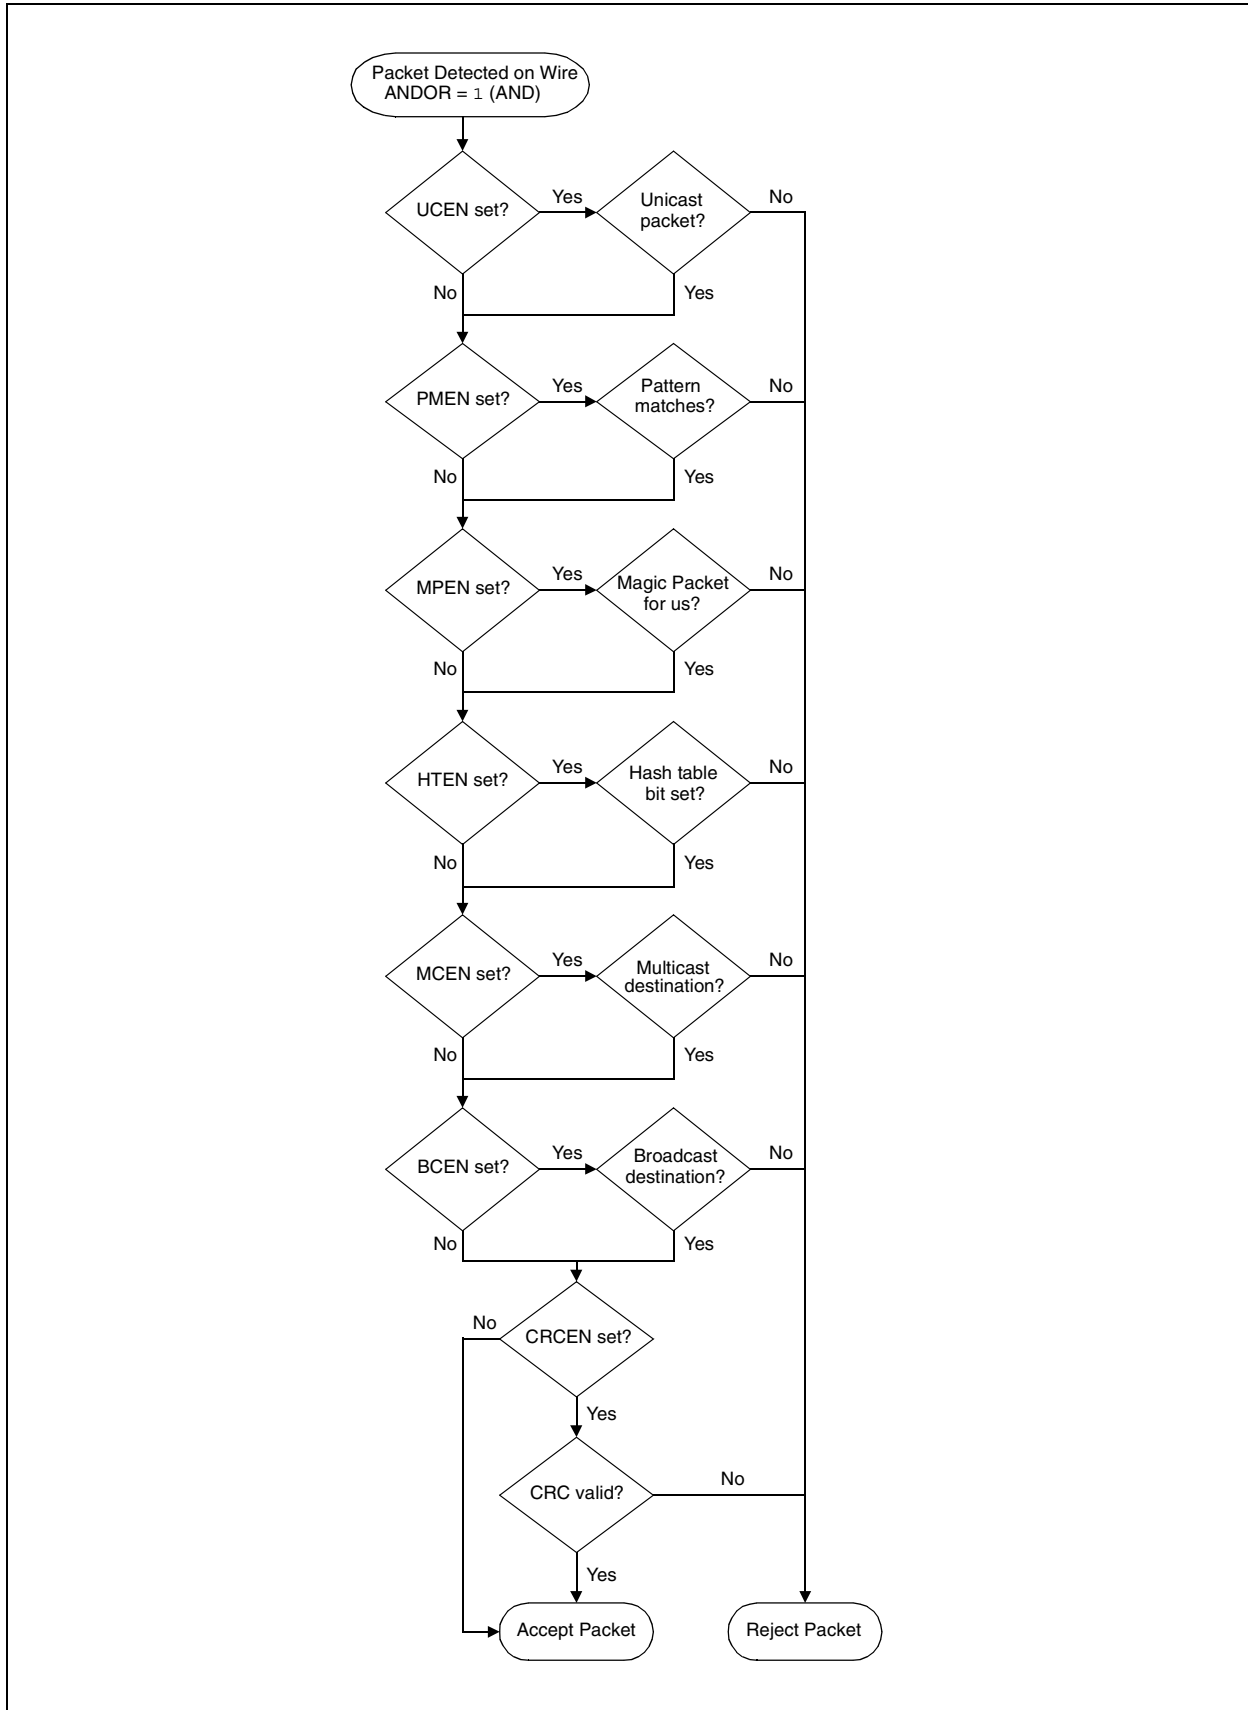 Packet Detected on Wire
ANDOR = 1 (AND)
UCEN set?
Yes
Unicast
packet?
No
No
Yes
PMEN set?
Yes
Pattern
matches?
No
No
Yes
MPEN set?
Yes
Magic Packet
for us?
No
No
Yes
HTEN set?
Yes
Hash table
bit set?
No
No
Yes
MCEN set?
Yes
Multicast
destination?
No
No
Yes
BCEN set?
Yes
Broadcast
destination?
No
No
Yes
No
CRCEN set?
Yes
CRC valid?
No
Yes
Accept Packet
Reject Packet